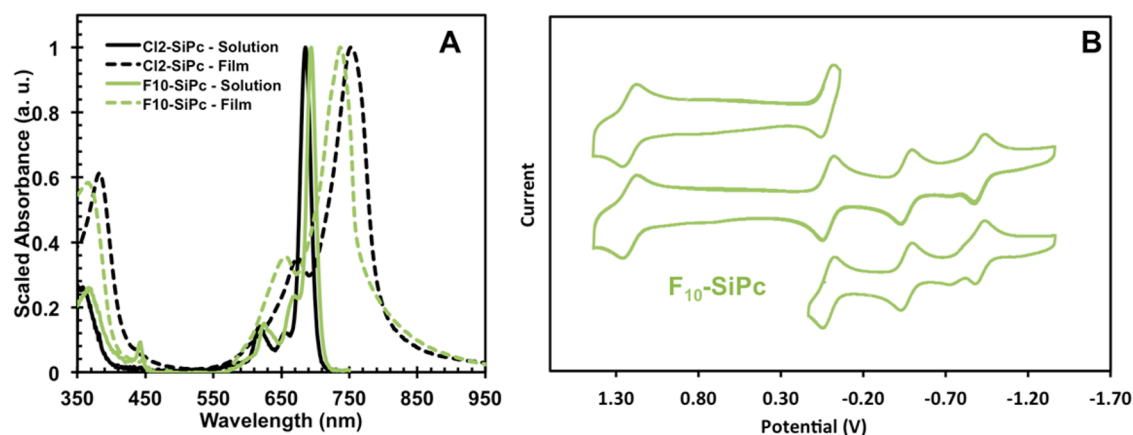 A
Cl2-SiPc - Solution
Cl2-SiPc - Film
F10-SiPc - Solution
F10-SiPc - Film
Scaled Absorbance (a. u.)
1
0.8
0.6
0.4
0.2
0
350 450 550 650 750 850 950
Wavelength (nm)
B
Current
F10-SiPc
1.30 0.80 0.30 -0.20 -0.70 -1.20 -1.70
Potential (V)